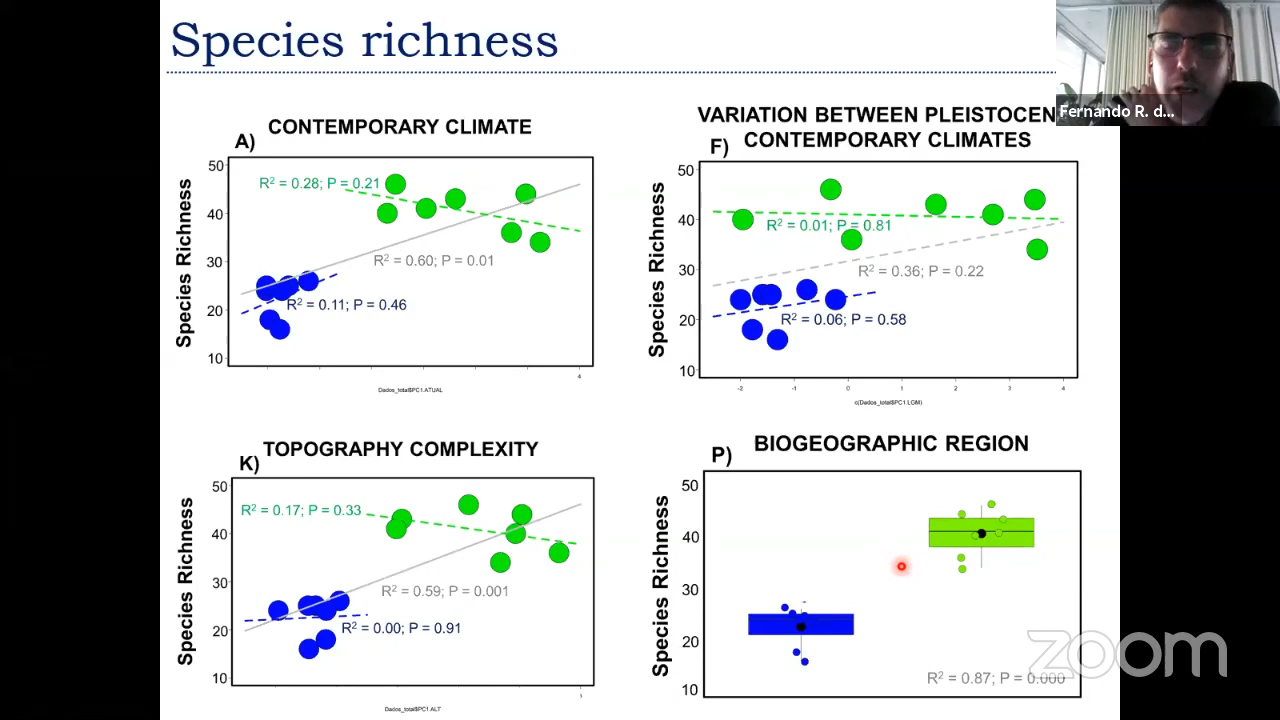 Species richness
Fernando R. d...
A) CONTEMPORARY CLIMATE
Species Richness
50
40
30
20
10
R² = 0.28; P = 0.21
R² = 0.60; P = 0.01
R² = 0.11; P = 0.46
4
Dados_total$PC1.ATUAL
VARIATION BETWEEN PLEISTOCEN
F) CONTEMPORARY CLIMATES
Species Richness
50
40
30
20
10
R² = 0.01; P = 0.81
R² = 0.36; P = 0.22
R² = 0.06; P = 0.58
-2 -1 0 1 2 3 4
c(Dados_total$PC1.LGM)
K) TOPOGRAPHY COMPLEXITY
Species Richness
50
40
30
20
10
R² = 0.17; P = 0.33
R² = 0.59; P = 0.001
R² = 0.00; P = 0.91
Dados_total$PC1.ALT
P) BIOGEOGRAPHIC REGION
Species Richness
50
40
30
20
10
R² = 0.87; P = 0.000
zoom